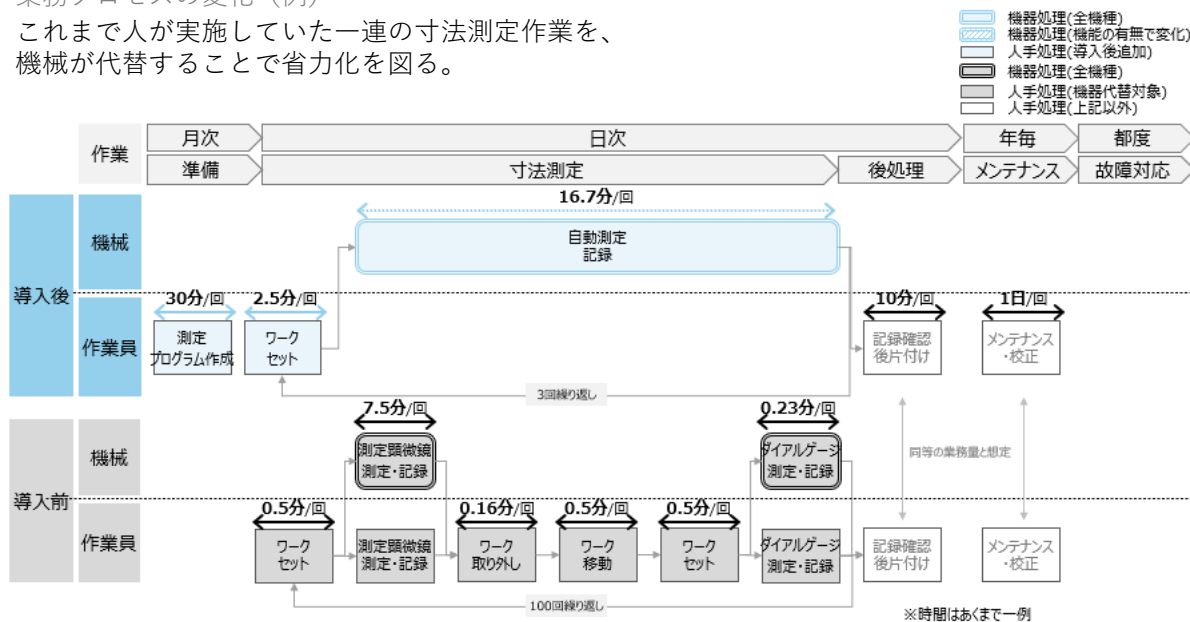 業務プロセスの変化（例）
これまで人が実施していた一連の寸法測定作業を、
機械が代替することで省力化を図る。
機器処理(全機種)
機器処理(機能の有無で変化)
人手処理(導入後追加)
機器処理(全機種)
人手処理(機器代替対象)
人手処理(上記以外)
作業
月次
日次
年毎
都度
準備
寸法測定
後処理
メンテナンス
故障対応
導入後
機械
16.7分/回
自動測定
記録
作業員
30分/回
測定
プログラム作成
2.5分/回
ワーク
セット
10分/回
記録確認
後片付け
1日/回
メンテナンス
・校正
3回繰り返し
導入前
機械
7.5分/回
測定顕微鏡
測定・記録
0.23分/回
ダイアルゲージ
測定・記録
同等の業務量と想定
作業員
0.5分/回
ワーク
セット
測定顕微鏡
測定・記録
0.16分/回
ワーク
取り外し
0.5分/回
ワーク
移動
0.5分/回
ワーク
セット
ダイアルゲージ
測定・記録
記録確認
後片付け
メンテナンス
・校正
100回繰り返し
※時間はあくまで一例